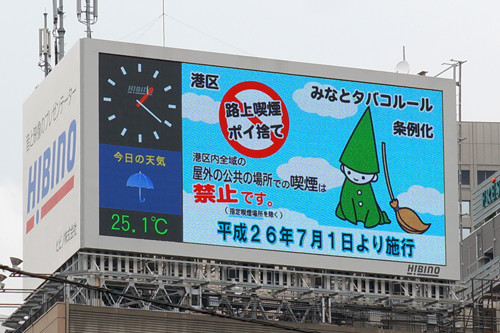 HIBINO
今日の天気
25.1℃
港区
路上喫煙
ポイ捨て
みなとタバコルール
条例化
港区内全域の
屋外の公共の場所での喫煙は
禁止です。
(指定喫煙場所を除く)
平成26年7月1日より施行
HIBINO
HIBINO